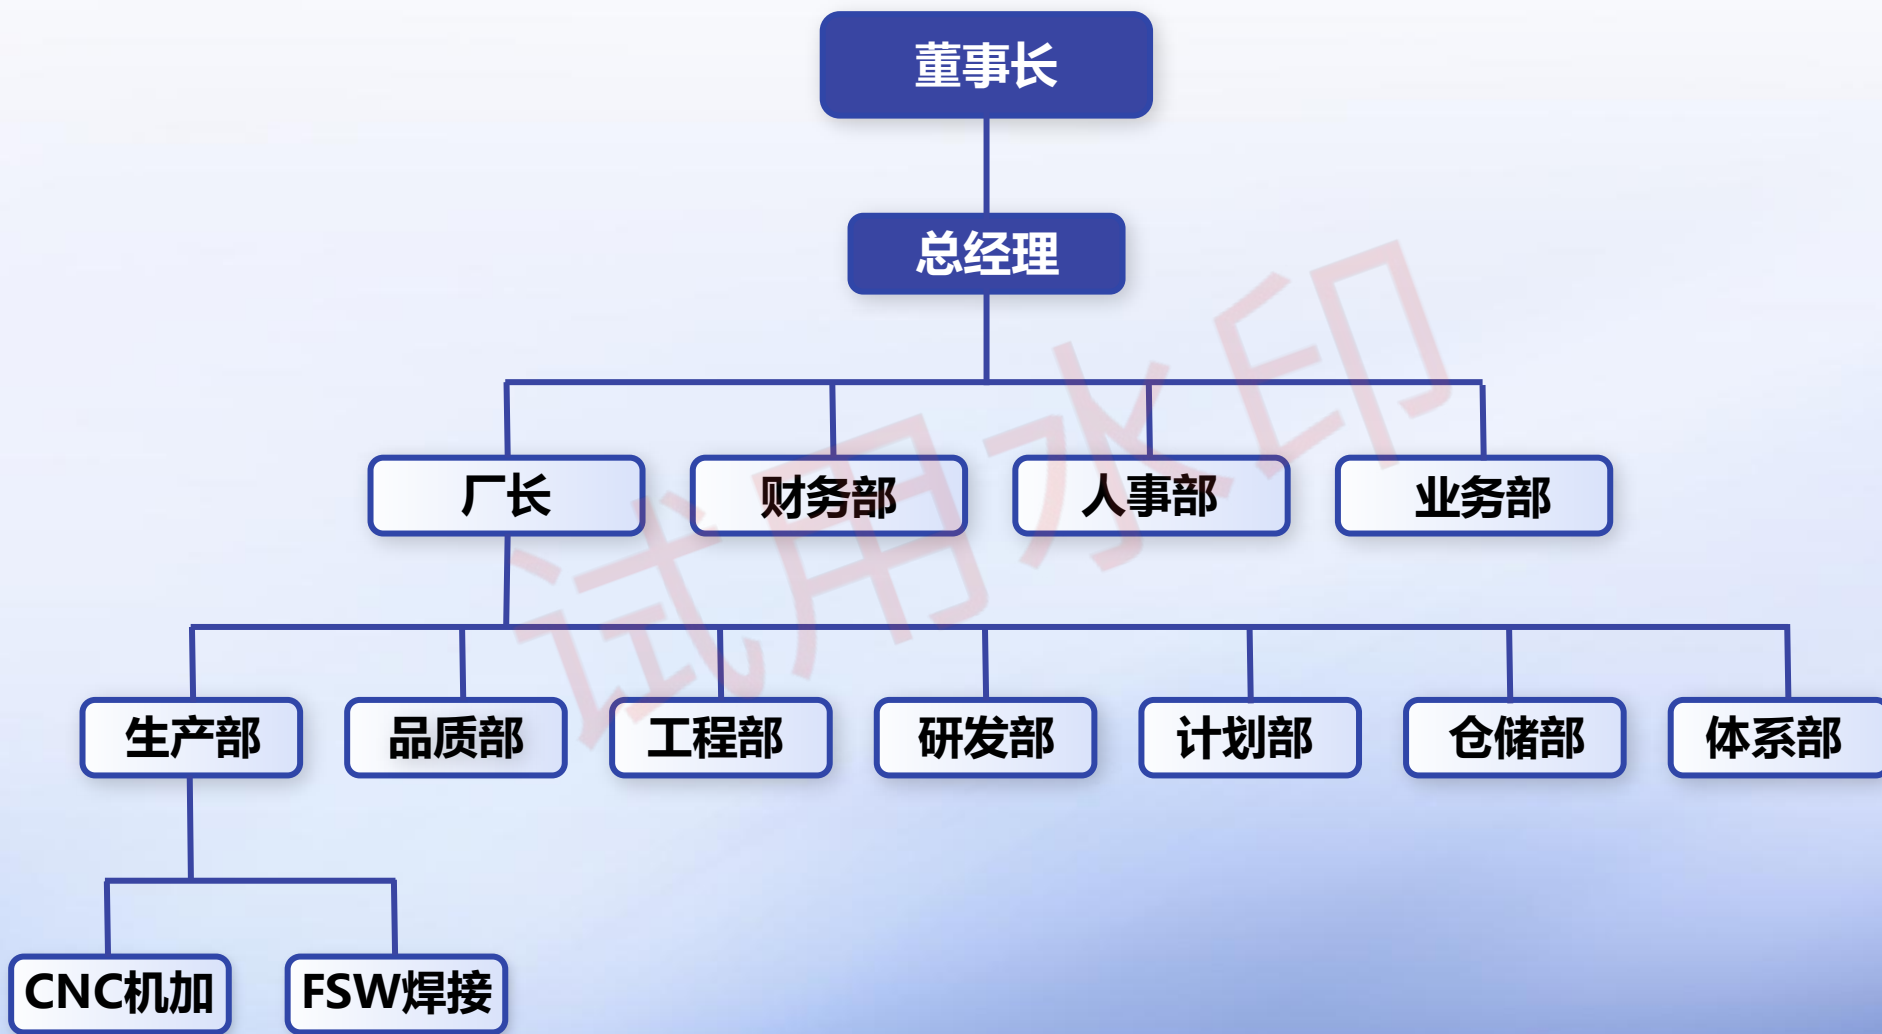 董事长
总经理
厂长
财务部
人事部
业务部
生产部
品质部
工程部
研发部
计划部
仓储部
体系部
CNC机加
FSW焊接
试用水印